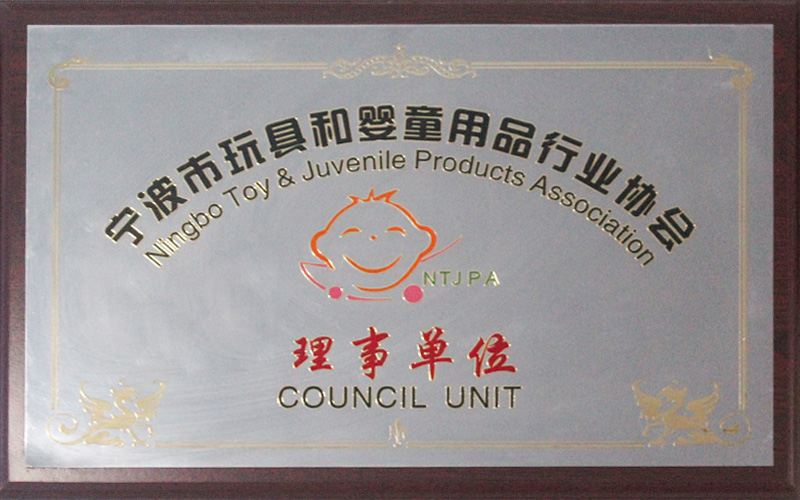 宁波市玩具和婴童用品行业协会
Ningbo Toy & Juvenile Products Association
NTJPA
理事单位
COUNCIL UNIT